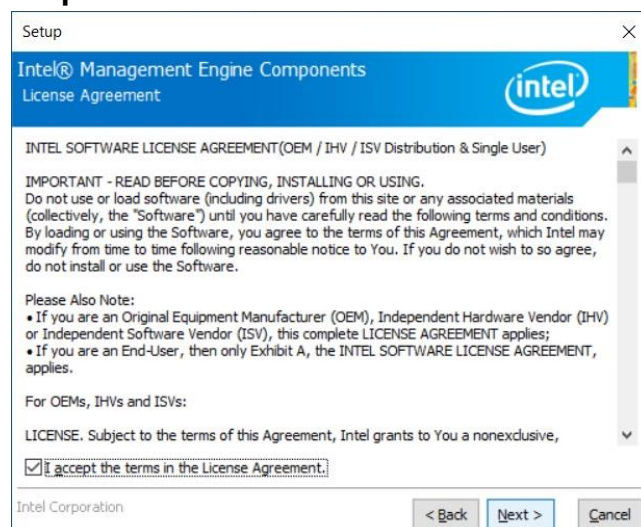 Setup
Intel® Management Engine Components
License Agreement
intel
INTEL SOFTWARE LICENSE AGREEMENT(OEM / IHV / ISV Distribution & Single User)
IMPORTANT - READ BEFORE COPYING, INSTALLING OR USING.
Do not use or load software (including drivers) from this site or any associated materials
(collectively, the "Software") until you have carefully read the following terms and conditions.
By loading or using the Software, you agree to the terms of this Agreement, which Intel may
modify from time to time following reasonable notice to You. If you do not wish to so agree,
do not install or use the Software.
Please Also Note:
• If you are an Original Equipment Manufacturer (OEM), Independent Hardware Vendor (IHV)
or Independent Software Vendor (ISV), this complete LICENSE AGREEMENT applies;
• If you are an End-User, then only Exhibit A, the INTEL SOFTWARE LICENSE AGREEMENT,
applies.
For OEMs, IHVs and ISVs:
LICENSE. Subject to the terms of this Agreement, Intel grants to You a nonexclusive,
I accept the terms in the License Agreement.
Intel Corporation
< Back Next > Cancel